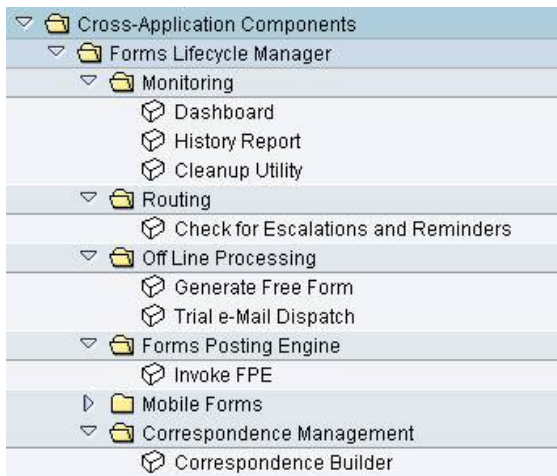 Cross-Application Components
Forms Lifecycle Manager
Monitoring
Dashboard
History Report
Cleanup Utility
Routing
Check for Escalations and Reminders
Off Line Processing
Generate Free Form
Trial e-Mail Dispatch
Forms Posting Engine
Invoke FPE
Mobile Forms
Correspondence Management
Correspondence Builder